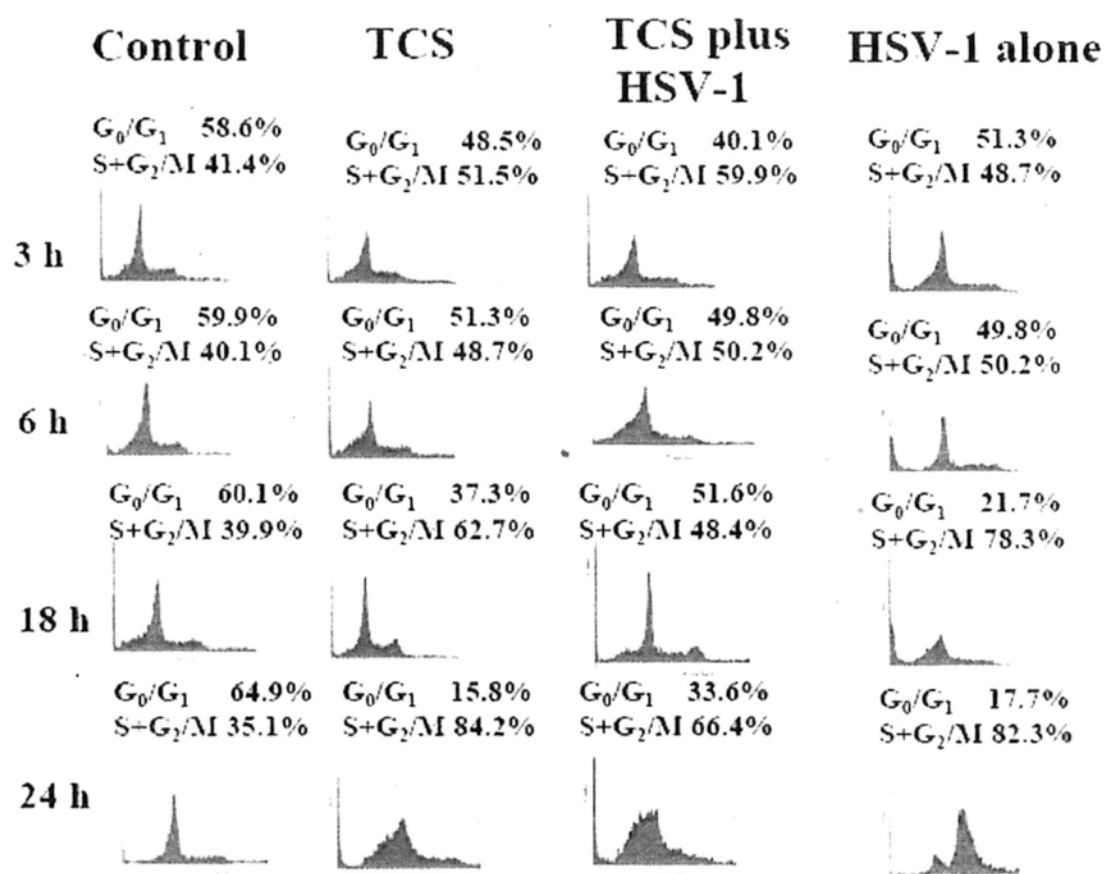 Control TCS TCS plus HSV-1 alone
HSV-1
G₀/G₁ 58.6% G₀/G₁ 48.5% G₀/G₁ 40.1% G₀/G₁ 51.3%
S+G₂/M 41.4% S+G₂/M 51.5% S+G₂/M 59.9% S+G₂/M 48.7%
3 h
G₀/G₁ 59.9% G₀/G₁ 51.3% G₀/G₁ 49.8% G₀/G₁ 49.8%
S+G₂/M 40.1% S+G₂/M 48.7% S+G₂/M 50.2% S+G₂/M 50.2%
6 h
G₀/G₁ 60.1% G₀/G₁ 37.3% G₀/G₁ 51.6% G₀/G₁ 21.7%
S+G₂/M 39.9% S+G₂/M 62.7% S+G₂/M 48.4% S+G₂/M 78.3%
18 h
G₀/G₁ 64.9% G₀/G₁ 15.8% G₀/G₁ 33.6% G₀/G₁ 17.7%
S+G₂/M 35.1% S+G₂/M 84.2% S+G₂/M 66.4% S+G₂/M 82.3%
24 h